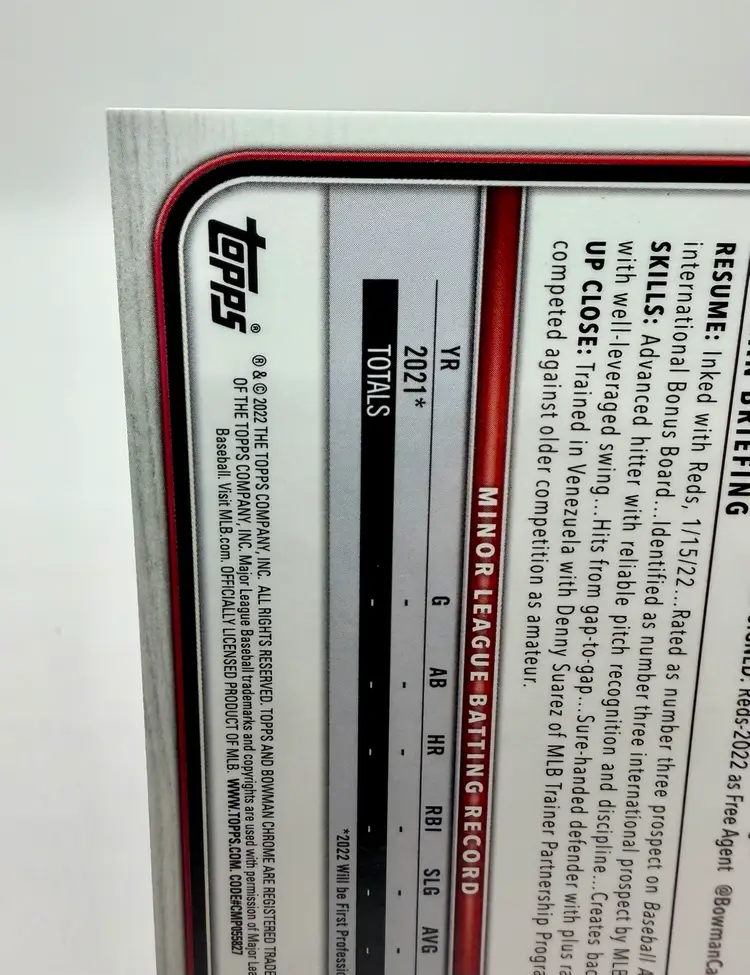 BRIEFING
Reds-2022 as Free Agent @BowmanCa
RESUME: Inked with Reds, 1/15/22...Rated as number three prospect on Baseball A
International Bonus Board....Identified as number three international prospect by MLB
SKILLS: Advanced hitter with reliable pitch recognition and discipline...Creates bac
with well-leveraged swing...Hits from gap-to-gap...Sure-handed defender with plus ra
UP CLOSE: Trained in Venezuela with Denny Suarez of MLB Trainer Partnership Progra
competed against older competition as amateur.
MINOR LEAGUE BATTING RECORD
YR G AB HR RBI SLG AVG
2021* - - - - - -
TOTALS - - - - - -
*2022 Will be First Professio
topps®
® & © 2022 THE TOPPS COMPANY, INC. ALL RIGHTS RESERVED. TOPPS AND BOWMAN CHROME ARE REGISTERED TRADE
OF THE TOPPS COMPANY, INC. Major League Baseball trademarks and copyrights are used with permission of Major Lea
Baseball. Visit MLB.com. OFFICIALLY LICENSED PRODUCT OF MLB. WWW.TOPPS.COM. CODE#CMP055827